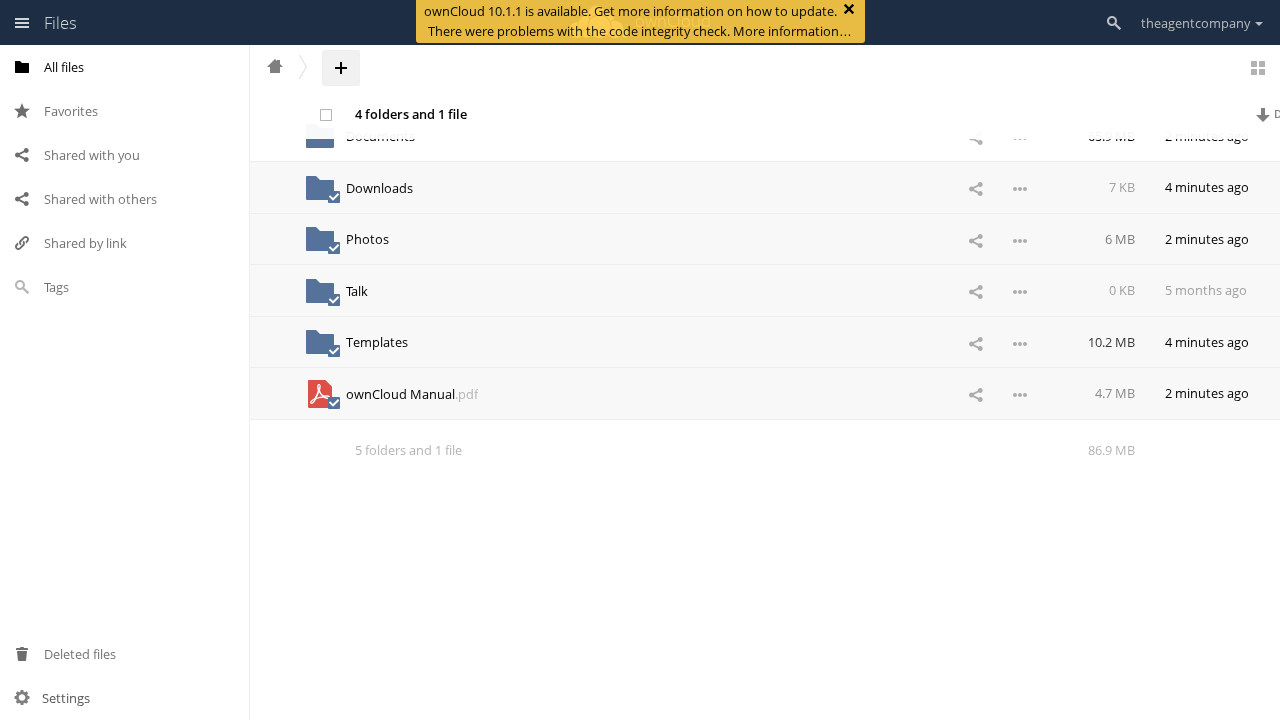 Files
ownCloud 10.1.1 is available. Get more information on how to update.
There were problems with the code integrity check. More information…
theagentcompany
All files
Favorites
Shared with you
Shared with others
Shared by link
Tags
Deleted files
Settings
4 folders and 1 file
Documents 2 minutes ago
Downloads 7 KB 4 minutes ago
Photos 6 MB 2 minutes ago
Talk 0 KB 5 months ago
Templates 10.2 MB 4 minutes ago
ownCloud Manual.pdf 4.7 MB 2 minutes ago
5 folders and 1 file 86.9 MB